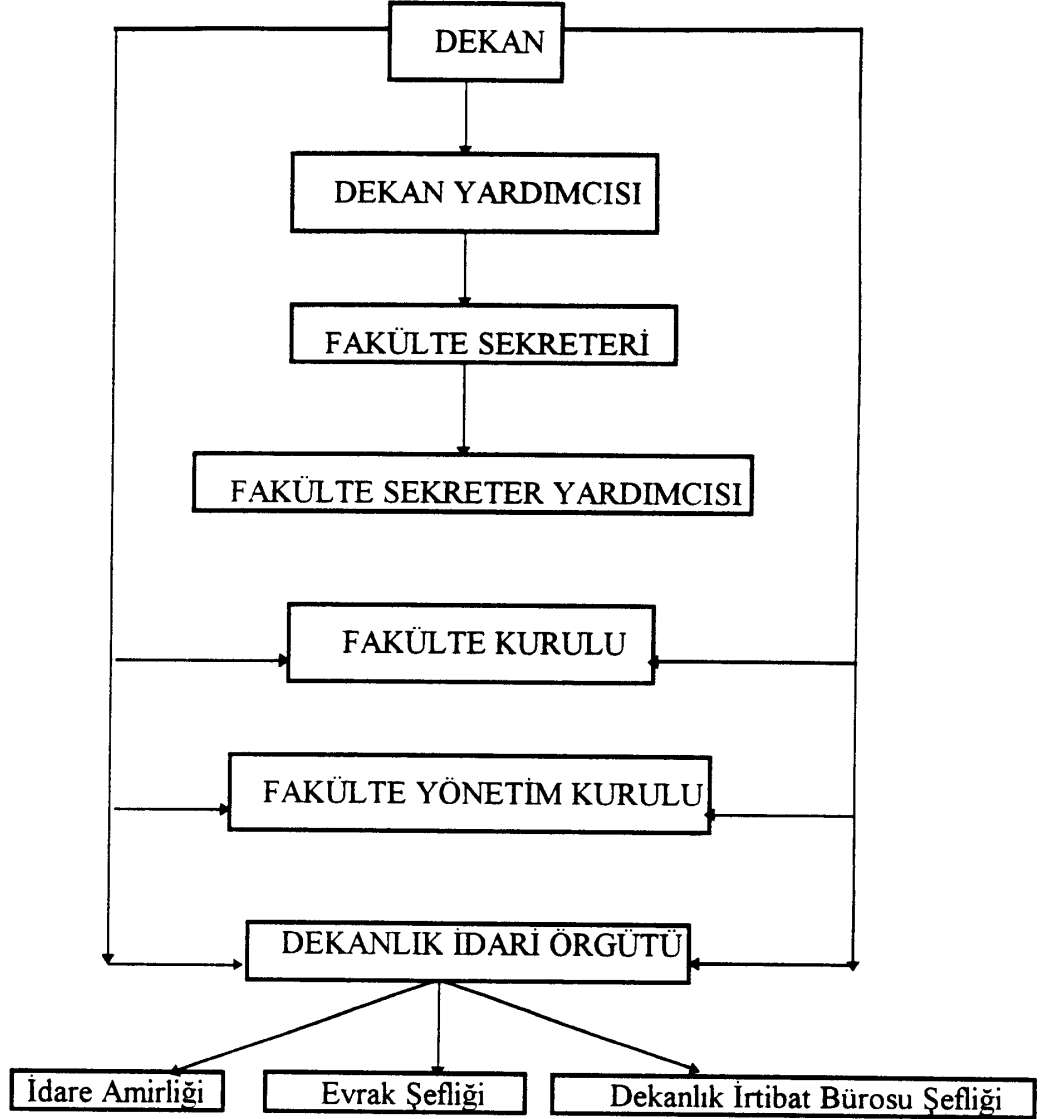 DEKAN
DEKAN YARDIMCISI
FAKÜLTE SEKRETERİ
FAKÜLTE SEKRETER YARDIMCISI
FAKÜLTE KURULU
FAKÜLTE YÖNETİM KURULU
DEKANLIK İDARİ ÖRGÜTÜ
İdare Amirliği
Evrak Şefliği
Dekanlık İrtibat Bürosu Şefliği